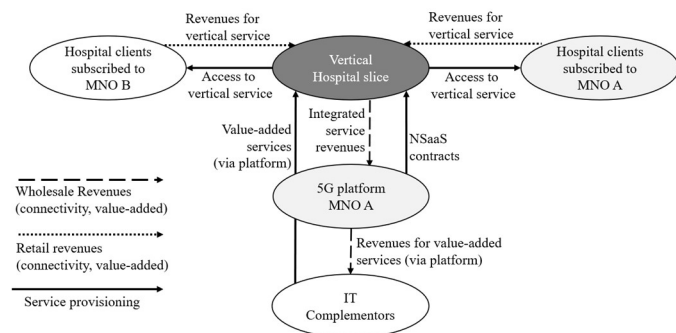 Revenues for
vertical service
Revenues for
vertical service
Hospital clients
subscribed to
MNO B
Vertical
Hospital slice
Hospital clients
subscribed to
MNO A
Access to
vertical service
Access to
vertical service
Value-added
services
(via platform)
Integrated
service
revenues
NSaaS
contracts
5G platform
MNO A
Wholesale Revenues
(connectivity, value-added)
Retail revenues
(connectivity, value-added)
Service provisioning
Revenues for value-added
services (via platform)
IT
Complementors